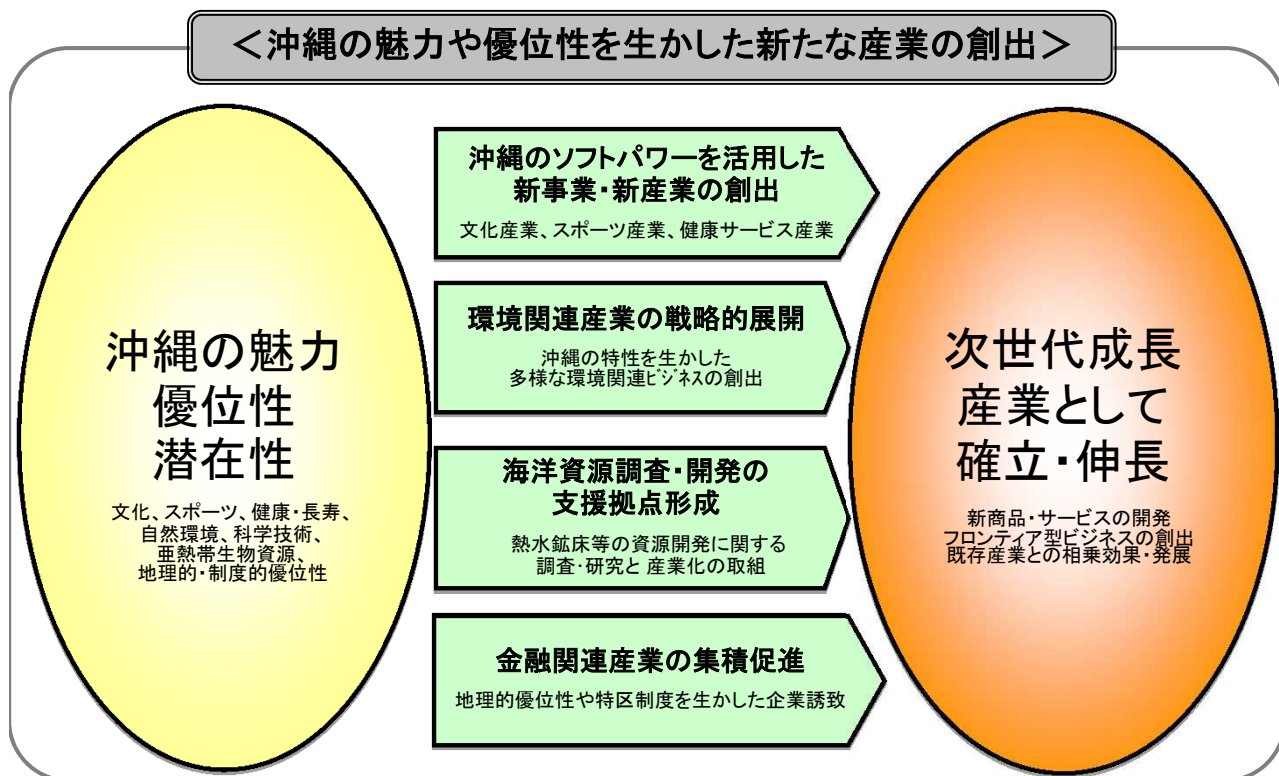 ＜沖縄の魅力や優位性を生かした新たな産業の創出＞
沖縄の魅力
優位性
潜在性
文化、スポーツ、健康・長寿、
自然環境、科学技術、
亜熱帯生物資源、
地理的・制度的優位性
沖縄のソフトパワーを活用した
新事業・新産業の創出
文化産業、スポーツ産業、健康サービス産業
環境関連産業の戦略的展開
沖縄の特性を生かした
多様な環境関連ﾋﾞｼﾞﾈｽの創出
海洋資源調査・開発の
支援拠点形成
熱水鉱床等の資源開発に関する
調査・研究と 産業化の取組
金融関連産業の集積促進
地理的優位性や特区制度を生かした企業誘致
次世代成長
産業として
確立・伸長
新商品・サービスの開発
フロンティア型ビジネスの創出
既存産業との相乗効果・発展